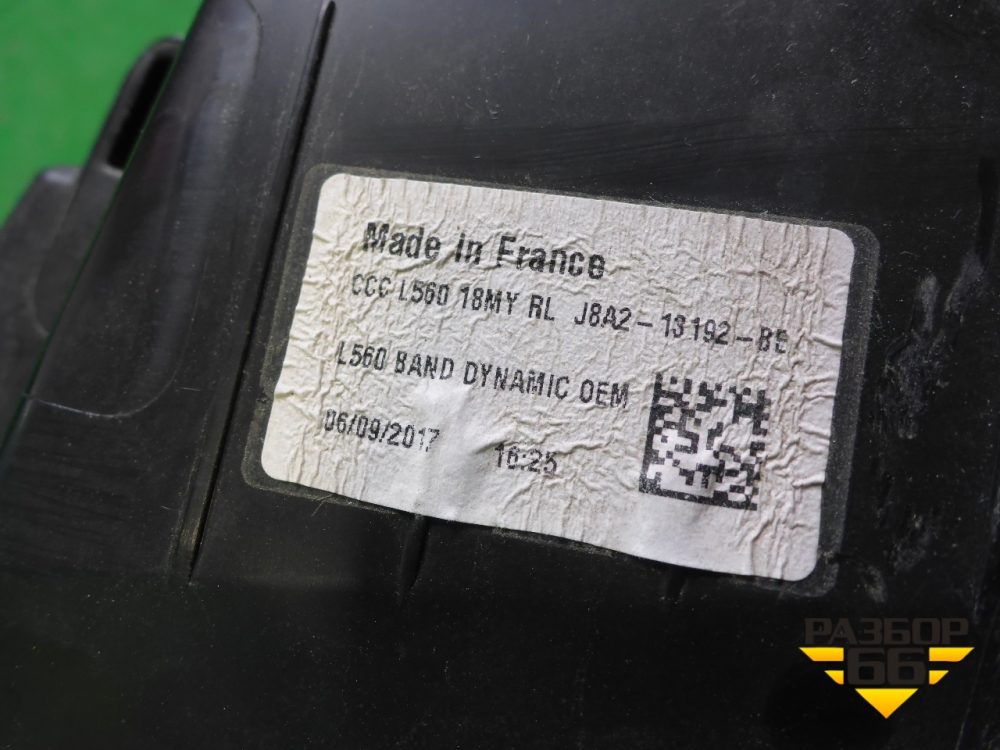 Made in France
CCC L560 18MY RL J8A2-13192-BE
L560 BAND DYNAMIC OEM
06/09/2017 16:25
РАЗБОР
66